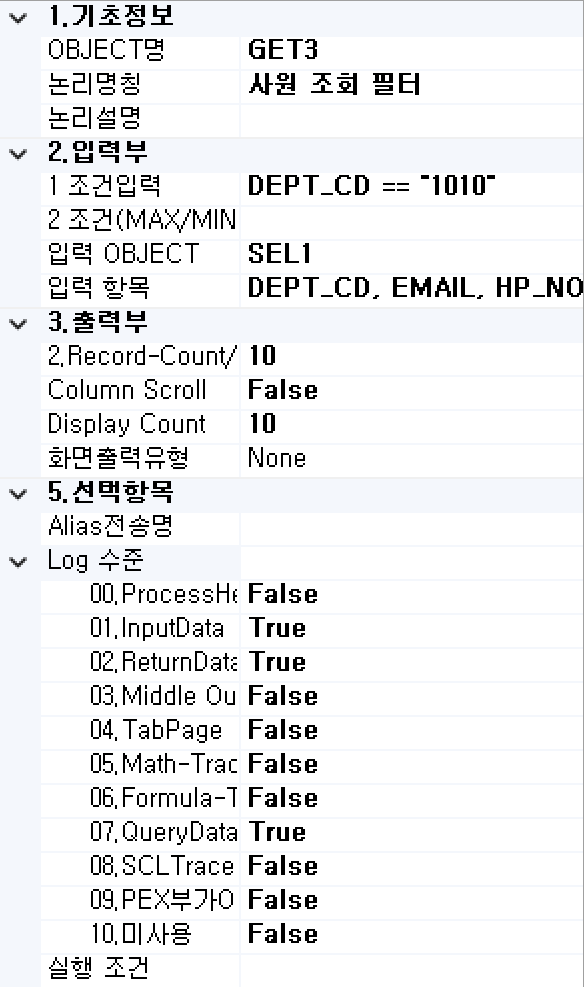 1.기초정보
OBJECT명 GET3
논리명칭 사원 조회 필터
논리설명
2.입력부
1 조건입력 DEPT_CD == "1010"
2 조건(MAX/MIN
입력 OBJECT SEL1
입력 항목 DEPT_CD, EMAIL, HP_NO
3.출력부
2.Record-Count/ 10
Column Scroll False
Display Count 10
화면출력유형 None
5.선택항목
Alias전송명
Log 수준
00.ProcessHe False
01.InputData True
02.ReturnData True
03.Middle Ou False
04.TabPage False
05.Math-Trac False
06.Formula-T False
07.QueryData True
08.SCLTrace False
09.PEX부가O False
10.미사용 False
실행 조건